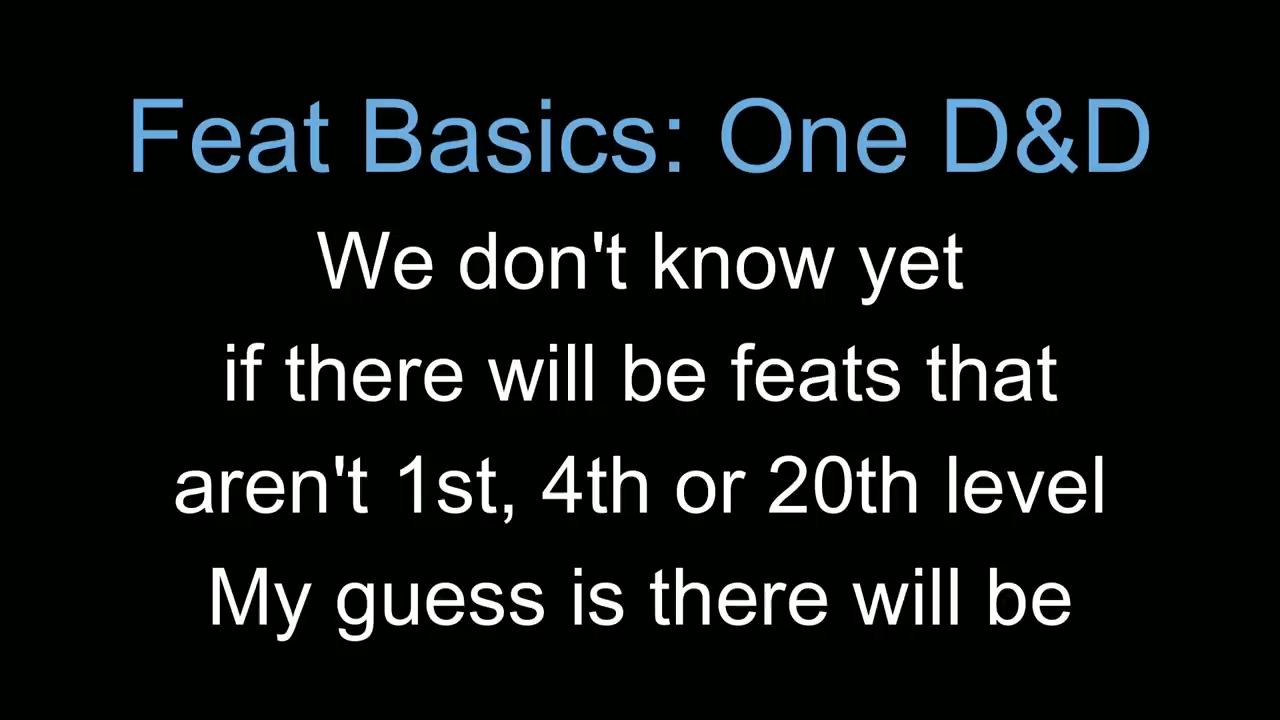 Feat Basics: One D&D
We don't know yet
if there will be feats that
aren't 1st, 4th or 20th level
My guess is there will be